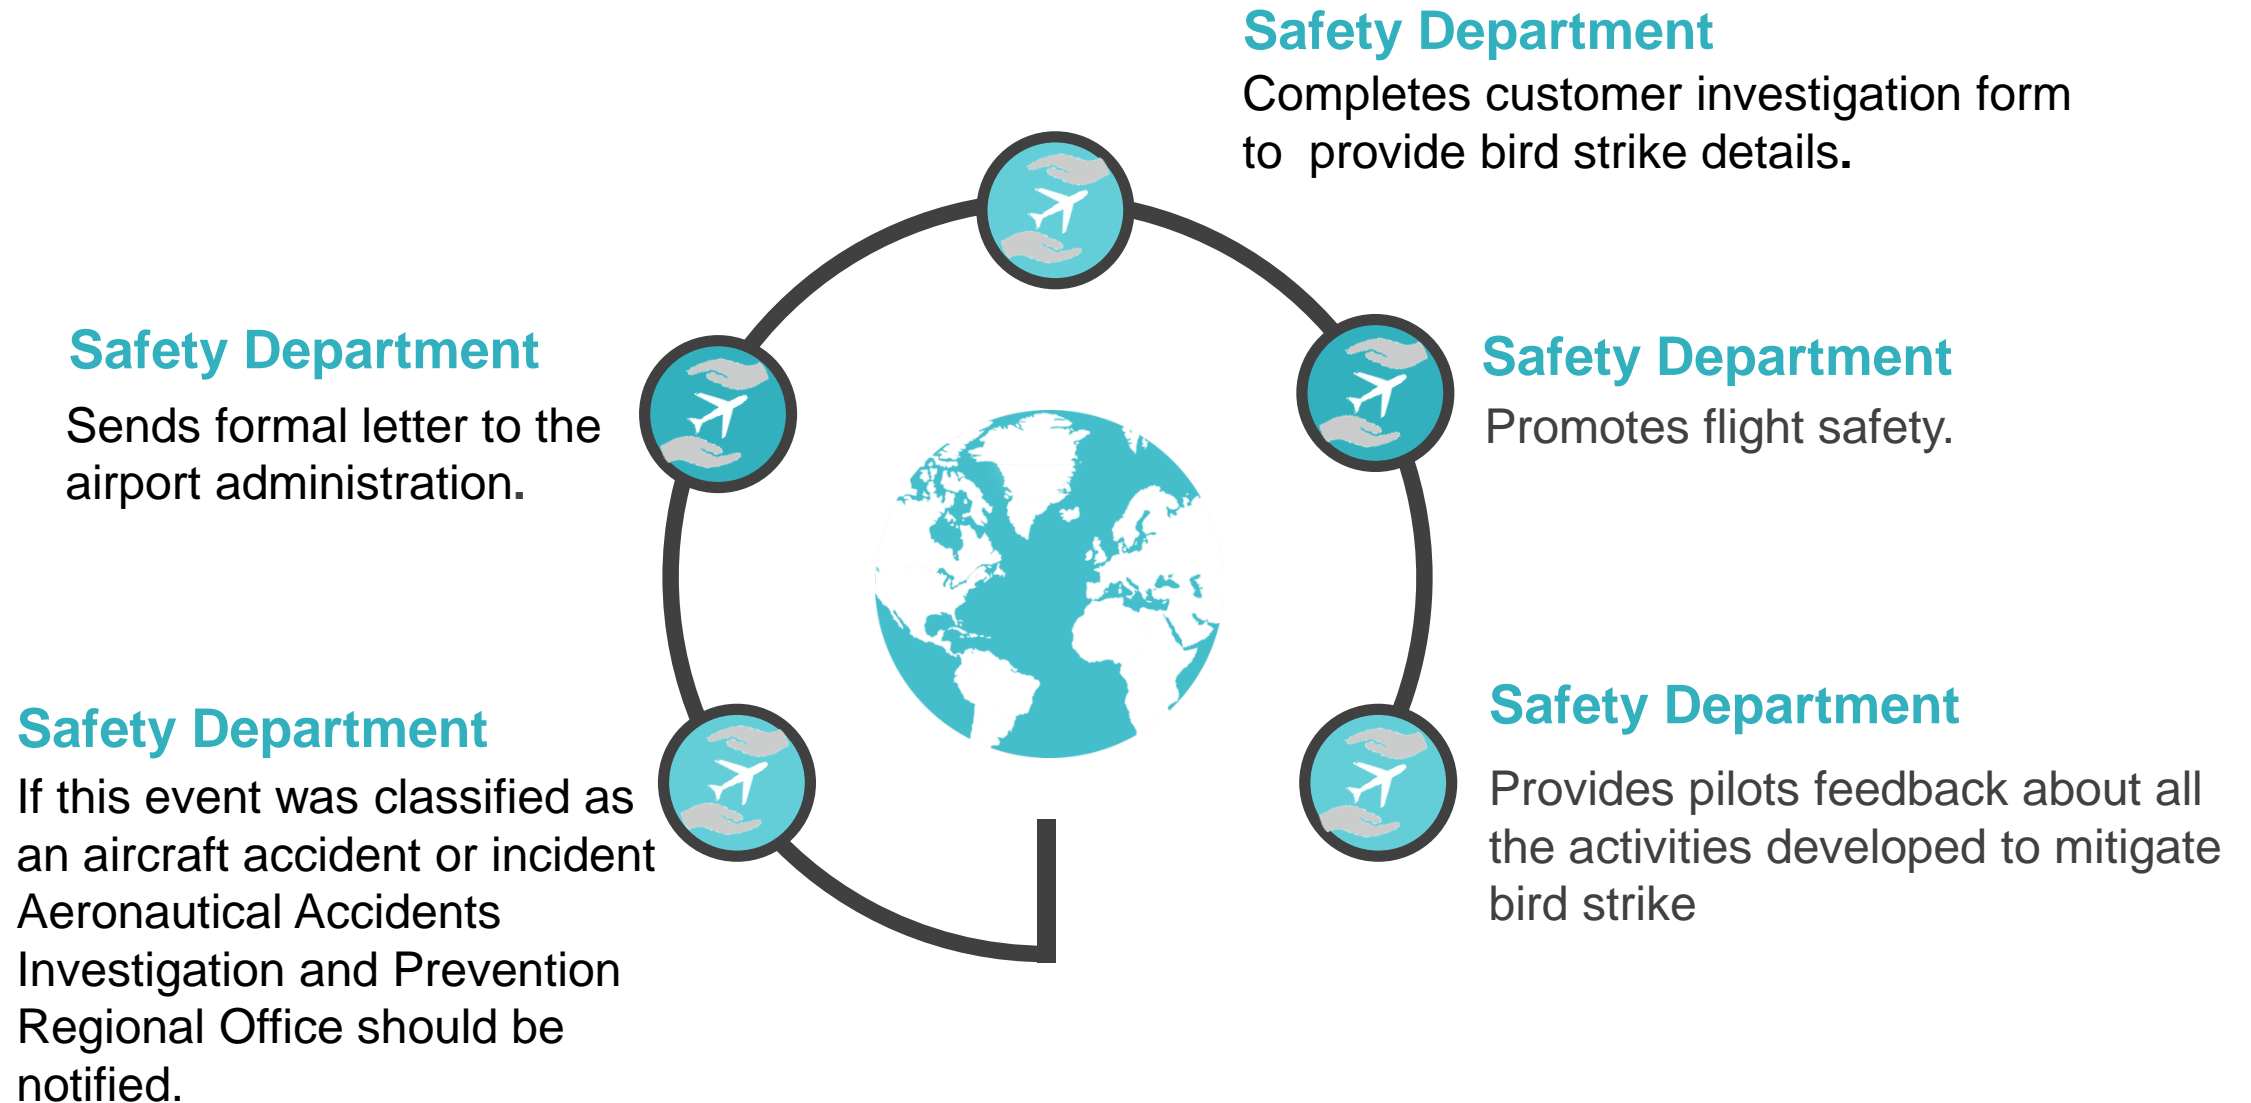 Safety Department
Completes customer investigation form
to  provide bird strike details.
Safety Department
Sends formal letter to the
airport administration.
Safety Department
Promotes flight safety.
Safety Department
If this event was classified as
an aircraft accident or incident
Aeronautical Accidents
Investigation and Prevention
Regional Office should be
notified.
Safety Department
Provides pilots feedback about all
the activities developed to mitigate
bird strike